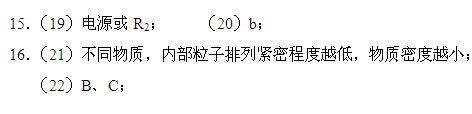 15.（19）电源或 R₂； （20）b；
16.（21）不同物质，内部粒子排列紧密程度越低，物质密度越小；
（22）B、C；